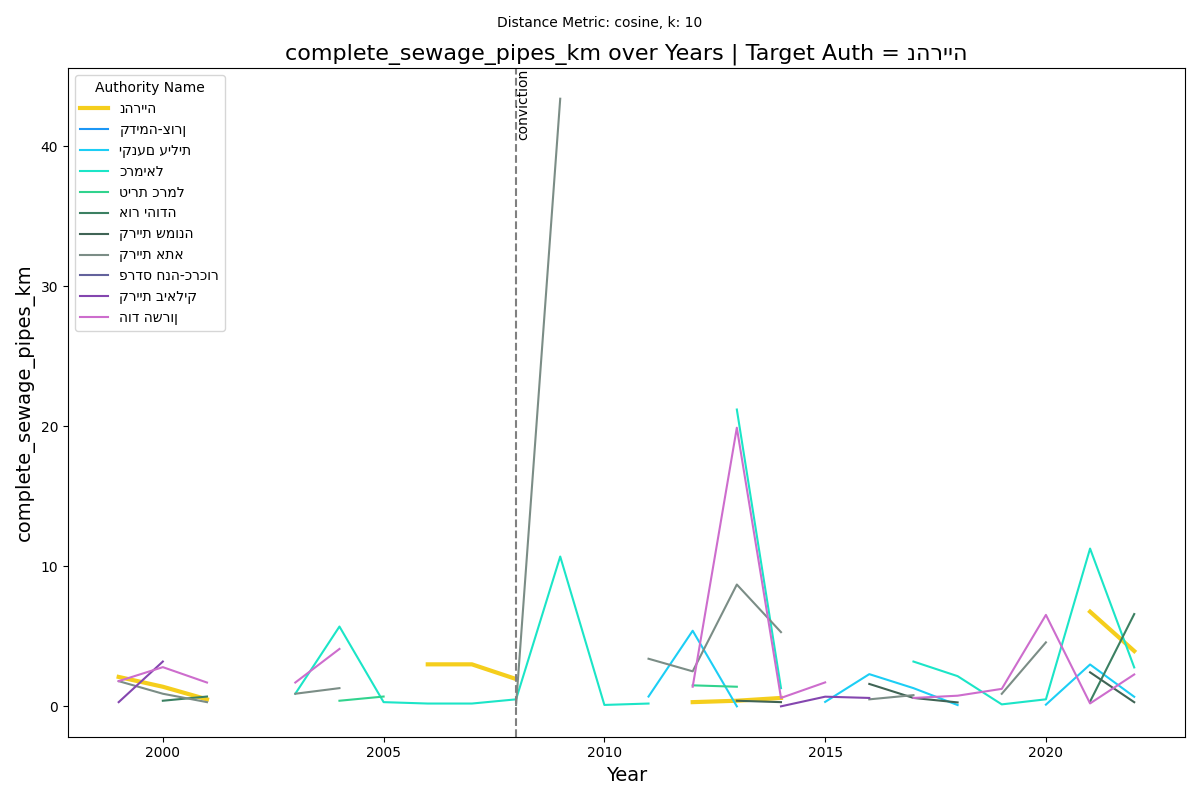 Distance Metric: cosine, k: 10
complete_sewage_pipes_km over Years | Target Auth = נהרייה
Authority Name
נהרייה
קדימה-צורן
יקנעם עילית
כרמיאל
טירת כרמל
אור יהודה
קריית שמונה
קריית אתא
פרדס חנה-כרכור
קריית ביאליק
הוד השרון
conviction
complete_sewage_pipes_km
40
30
20
10
0
2000 2005 2010 2015 2020
Year